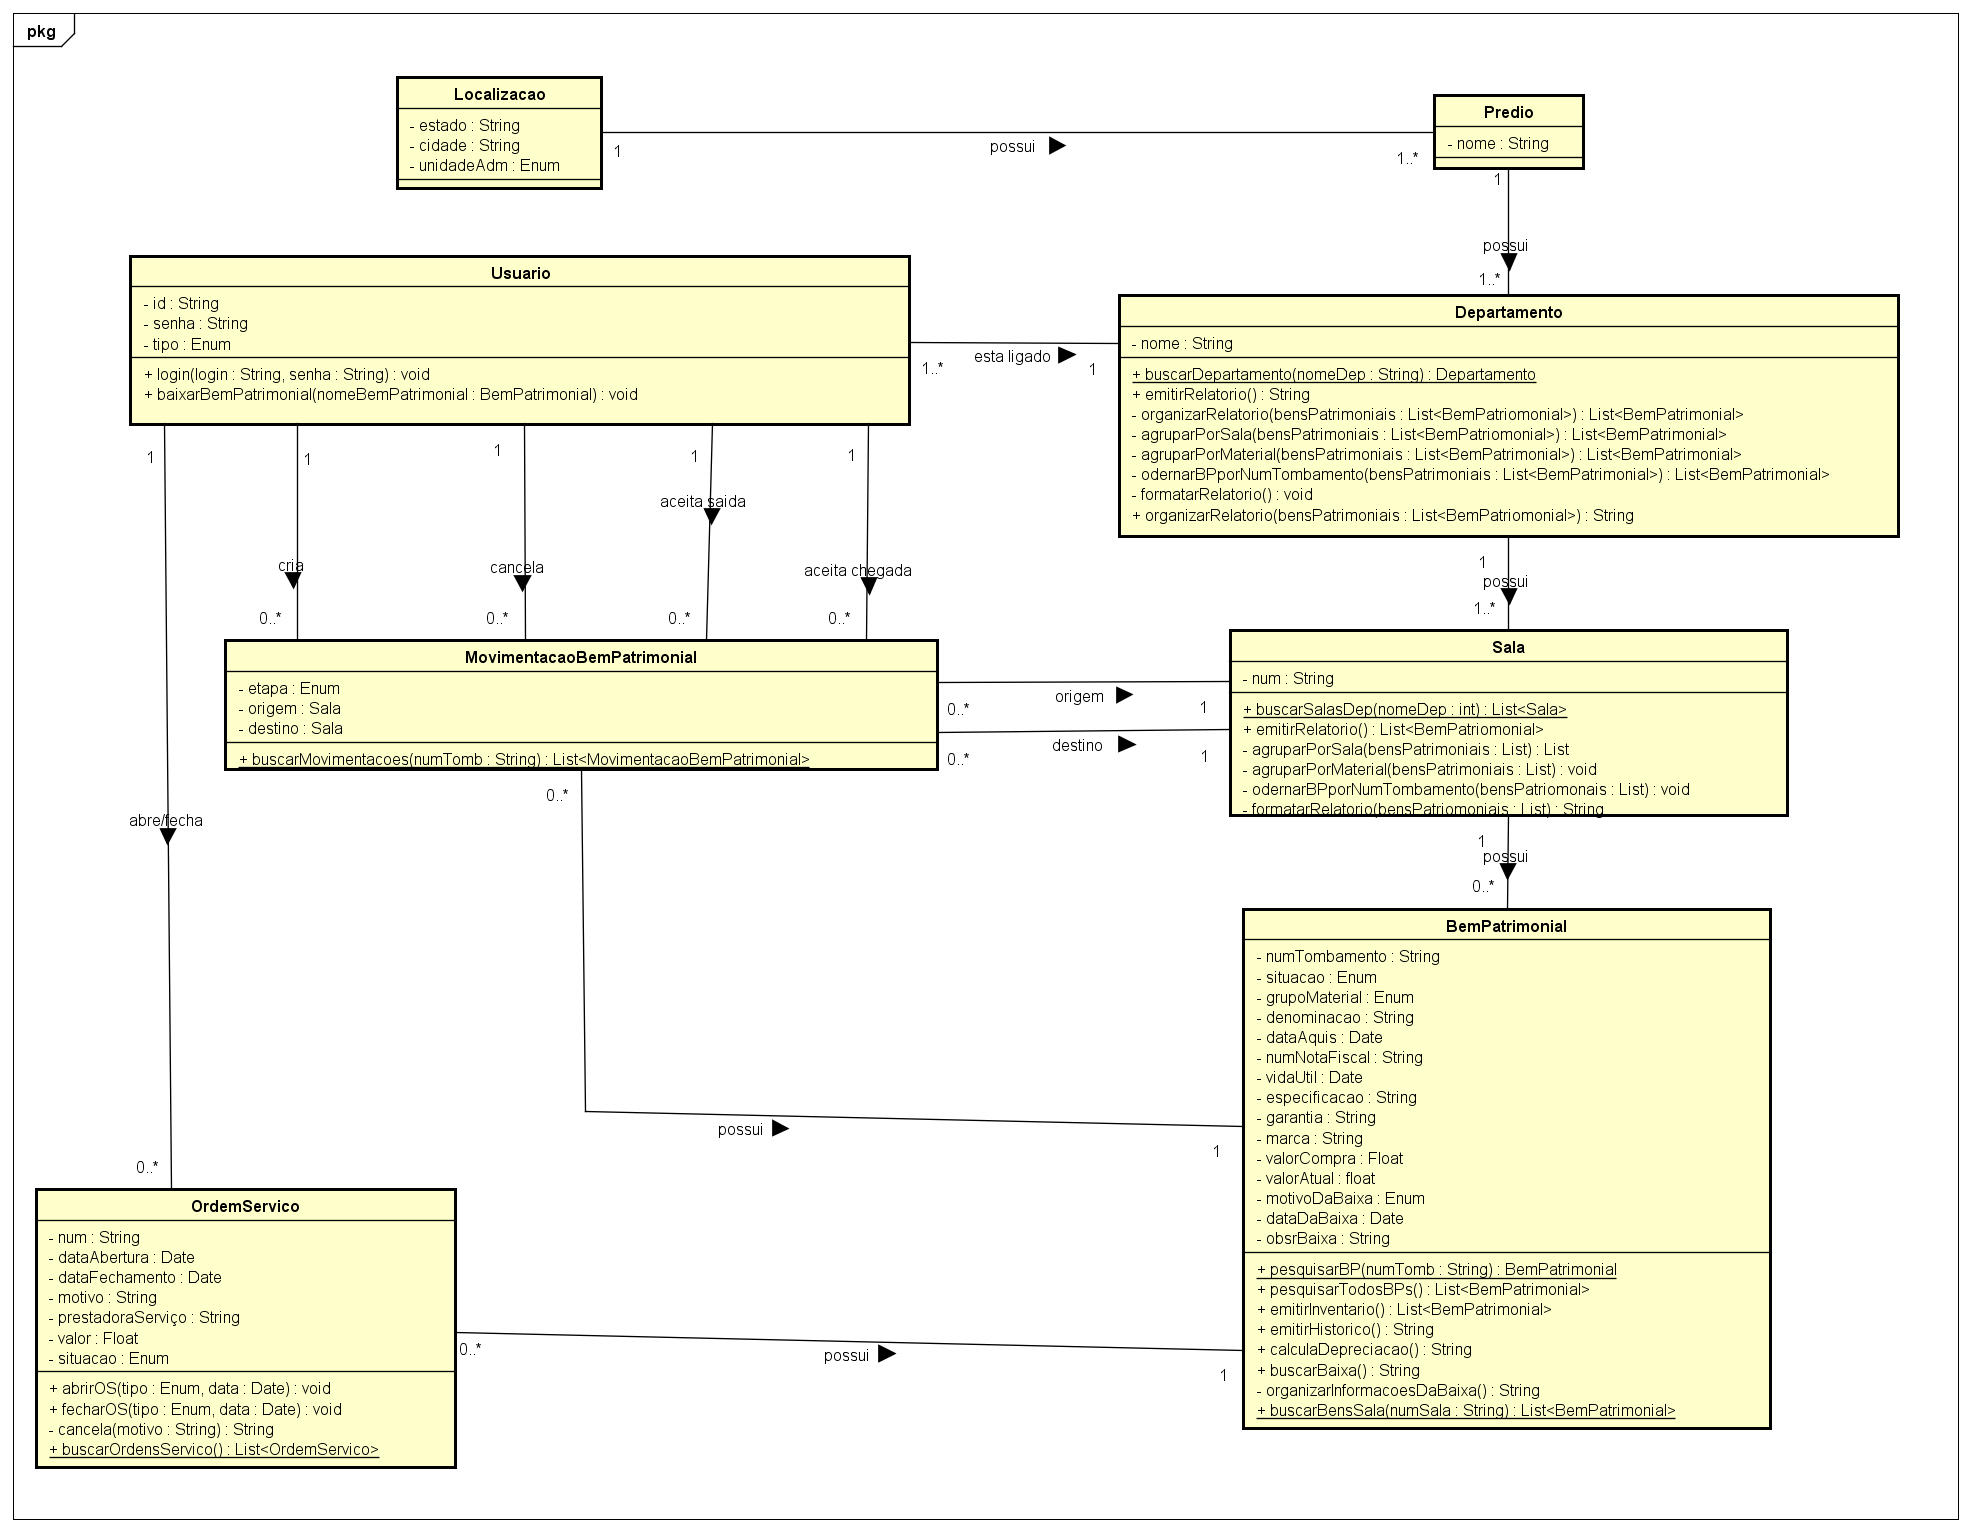 pkg
Localizacao
- estado : String
- cidade : String
- unidadeAdm : Enum
1
possui
1..*
Predio
- nome : String
1
possui
1..*
Usuario
- id : String
- senha : String
- tipo : Enum
+ login(login : String, senha : String) : void
+ baixarBemPatrimonial(nomeBemPatrimonial : BemPatrimonial) : void
1..*
esta ligado
1
Departamento
- nome : String
+ buscarDepartamento(nomeDep : String) : Departamento
+ emitirRelatorio() : String
- organizarRelatorio(bensPatrimoniais : List<BemPatriomonial>) : List<BemPatrimonial>
- agruparPorSala(bensPatrimoniais : List<BemPatriomonial>) : List<BemPatrimonial>
- agruparPorMaterial(bensPatrimoniais : List<BemPatrimonial>) : List<BemPatrimonial>
- odernarBPporNumTombamento(bensPatrimoniais : List<BemPatrimonial>) : List<BemPatrimonial>
- formatarRelatorio() : void
+ organizarRelatorio(bensPatrimoniais : List<BemPatriomonial>) : String
1
1
1
1
1
aceita saida
cria
cancela
aceita chegada
0..*
0..*
0..*
0..*
1
possui
1..*
MovimentacaoBemPatrimonial
- etapa : Enum
- origem : Sala
- destino : Sala
+ buscarMovimentacoes(numTomb : String) : List<MovimentacaoBemPatrimonial>
0..*
origem
1
0..*
destino
1
Sala
- num : String
+ buscarSalasDep(nomeDep : int) : List<Sala>
+ emitirRelatorio() : List<BemPatriomonial>
- agruparPorSala(bensPatrimoniais : List) : List
- agruparPorMaterial(bensPatrimoniais : List) : void
- odernarBPporNumTombamento(bensPatriomonais : List) : void
- formatarRelatorio(bensPatriomoniais : List) : String
0..*
abre/fecha
1
possui
0..*
BemPatrimonial
- numTombamento : String
- situacao : Enum
- grupoMaterial : Enum
- denominacao : String
- dataAquis : Date
- numNotaFiscal : String
- vidaUtil : Date
- especificacao : String
- garantia : String
- marca : String
- valorCompra : Float
- valorAtual : float
- motivoDaBaixa : Enum
- dataDaBaixa : Date
- obsrBaixa : String
+ pesquisarBP(numTomb : String) : BemPatrimonial
+ pesquisarTodosBPs() : List<BemPatrimonial>
+ emitirInventario() : List<BemPatrimonial>
+ emitirHistorico() : String
+ calculaDepreciacao() : String
+ buscarBaixa() : String
- organizarInformacoesDaBaixa() : String
+ buscarBensSala(numSala : String) : List<BemPatrimonial>
possui
1
0..*
OrdemServico
- num : String
- dataAbertura : Date
- dataFechamento : Date
- motivo : String
- prestadoraServiço : String
- valor : Float
- situacao : Enum
+ abrirOS(tipo : Enum, data : Date) : void
+ fecharOS(tipo : Enum, data : Date) : void
- cancela(motivo : String) : String
+ buscarOrdensServico() : List<OrdemServico>
0..*
possui
1